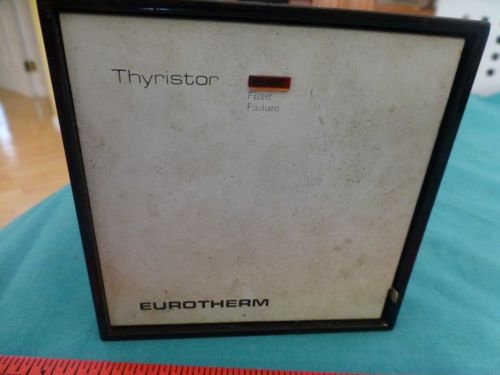 Thyristor
Fuse
Failure
EUROTHERM